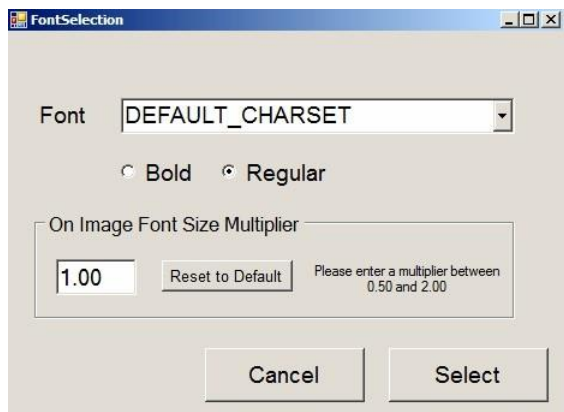 FontSelection
Font DEFAULT_CHARSET
Bold Regular
On Image Font Size Multiplier
1.00 Reset to Default Please enter a multiplier between
0.50 and 2.00
Cancel Select